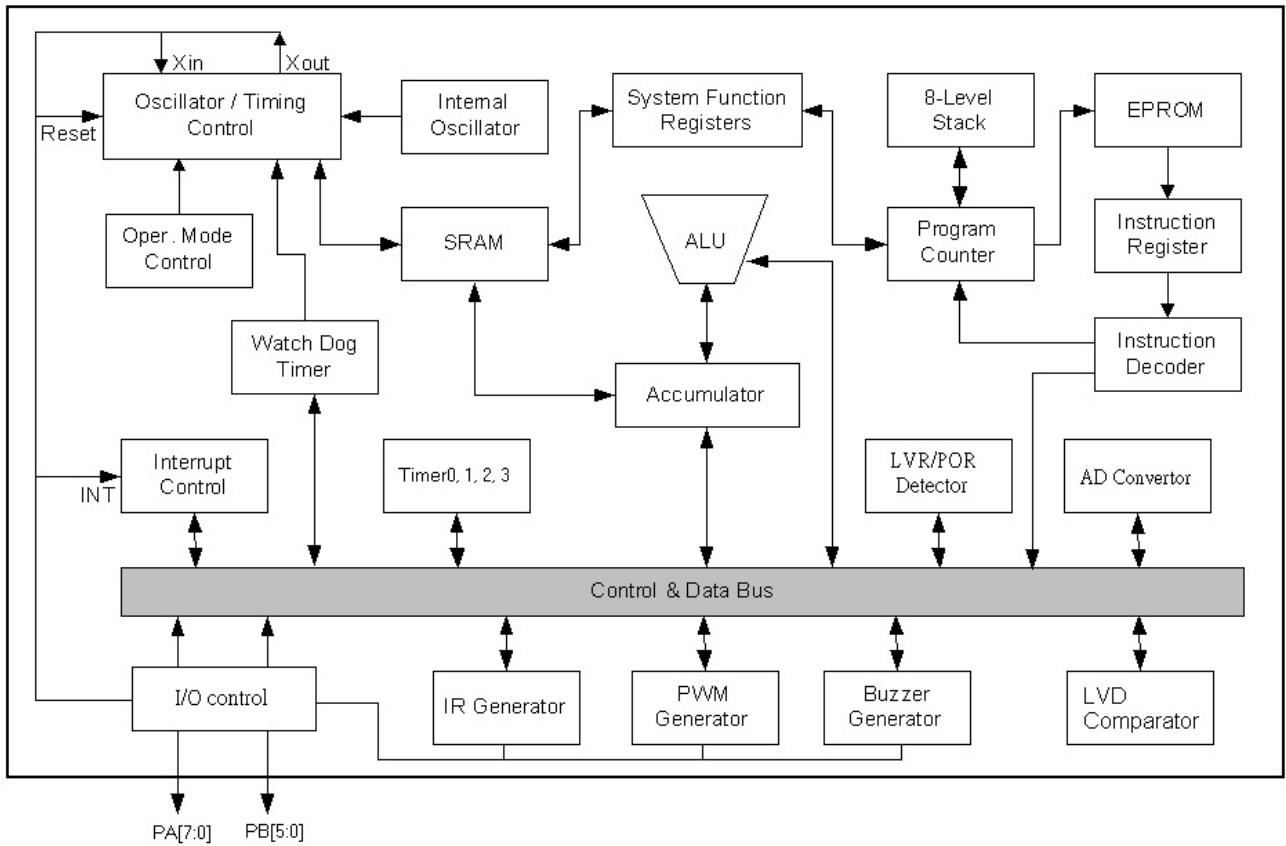 Xin
Xout
Oscillator / Timing
Control
Reset
Internal
Oscillator
System Function
Registers
8-Level
Stack
EPROM
Oper. Mode
Control
SRAM
ALU
Program
Counter
Instruction
Register
Watch Dog
Timer
Accumulator
Instruction
Decoder
Interrupt
Control
INT
Timer0, 1, 2, 3
LVR/POR
Detector
AD Convertor
Control & Data Bus
I/O control
IR Generator
PWM
Generator
Buzzer
Generator
LVD
Comparator
PA[7:0]
PB[5:0]